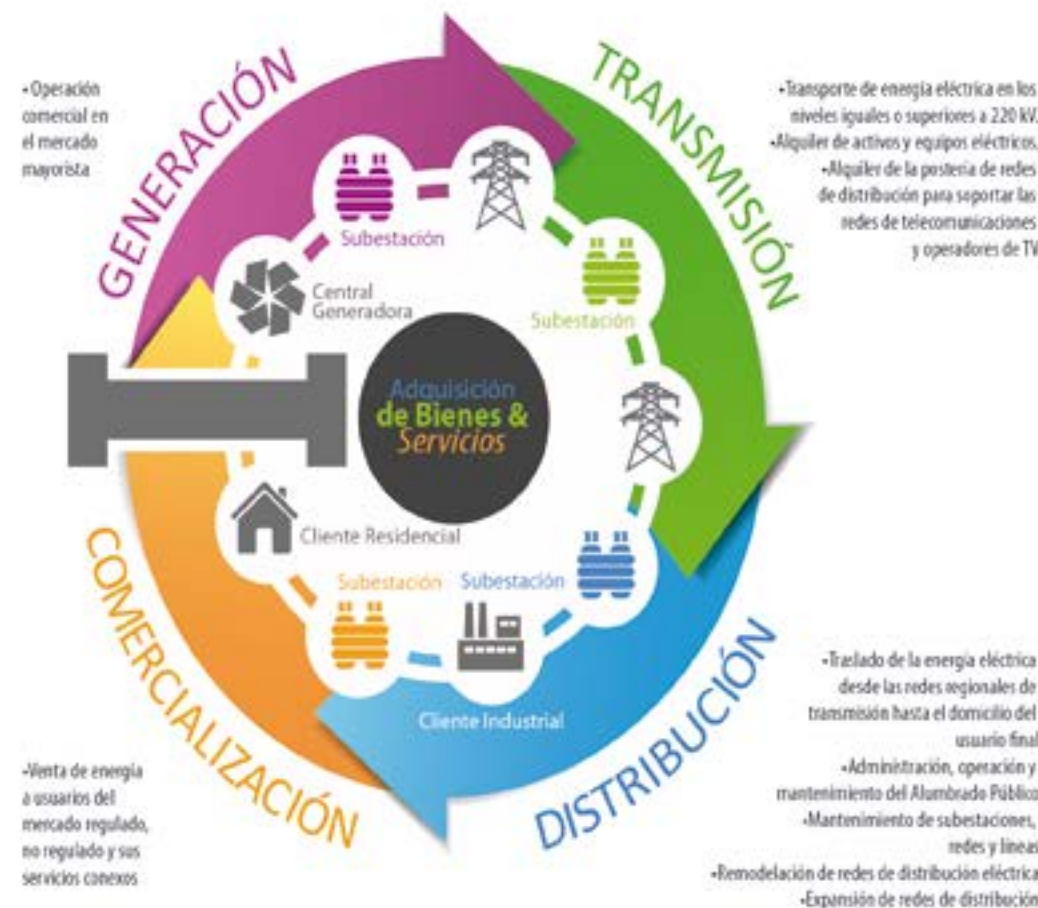 GENERACIÓN
TRANSMISIÓN
•Operación
comercial en
el mercado
mayorista
•Transporte de energía eléctrica en los
niveles iguales o superiores a 220 kV.
•Alquiler de activos y equipos eléctricos.
•Alquiler de la postería de redes
de distribución para soportar las
redes de telecomunicaciones
y operadores de TV
Subestación
Central
Generadora
Subestación
Adquisición
de Bienes &
Servicios
Cliente Residencial
Subestación
Subestación
Cliente Industrial
COMERCIALIZACIÓN
DISTRIBUCIÓN
•Venta de energía
a usuarios del
mercado regulado,
no regulado y sus
servicios conexos
•Traslado de la energía eléctrica
desde las redes regionales de
transmisión hasta el domicilio del
usuario final
•Administración, operación y
mantenimiento del Alumbrado Público
•Mantenimiento de subestaciones,
redes y líneas
•Remodelación de redes de distribución eléctrica
•Expansión de redes de distribución